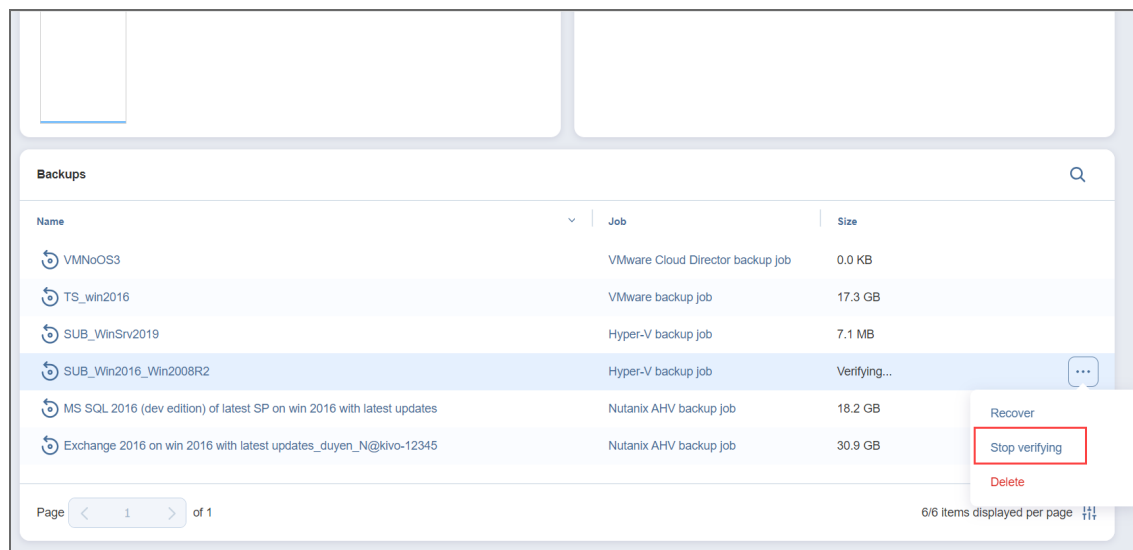 Backups
Name Job Size
VMNoOS3 VMware Cloud Director backup job 0.0 KB
TS_win2016 VMware backup job 17.3 GB
SUB_WinSrv2019 Hyper-V backup job 7.1 MB
SUB_Win2016_Win2008R2 Hyper-V backup job Verifying...
MS SQL 2016 (dev edition) of latest SP on win 2016 with latest updates Nutanix AHV backup job 18.2 GB
Exchange 2016 on win 2016 with latest updates_duyen_N@kivo-12345 Nutanix AHV backup job 30.9 GB
Recover
Stop verifying
Delete
Page 1 of 1 6/6 items displayed per page